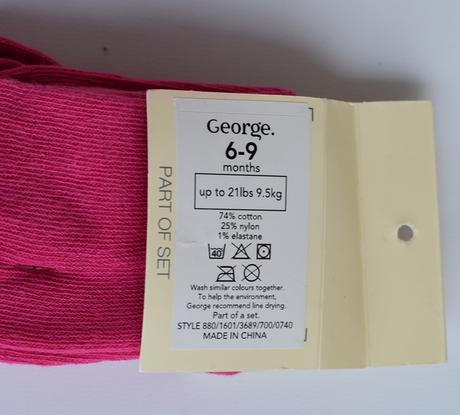 George.
6-9
months
up to 21lbs 9.5kg
74% cotton
25% nylon
1% elastane
40
Wash similar colours together.
To help the environment,
George recommend line drying.
Part of a set.
STYLE 880/1601/3689/700/0740
MADE IN CHINA
PART OF SET